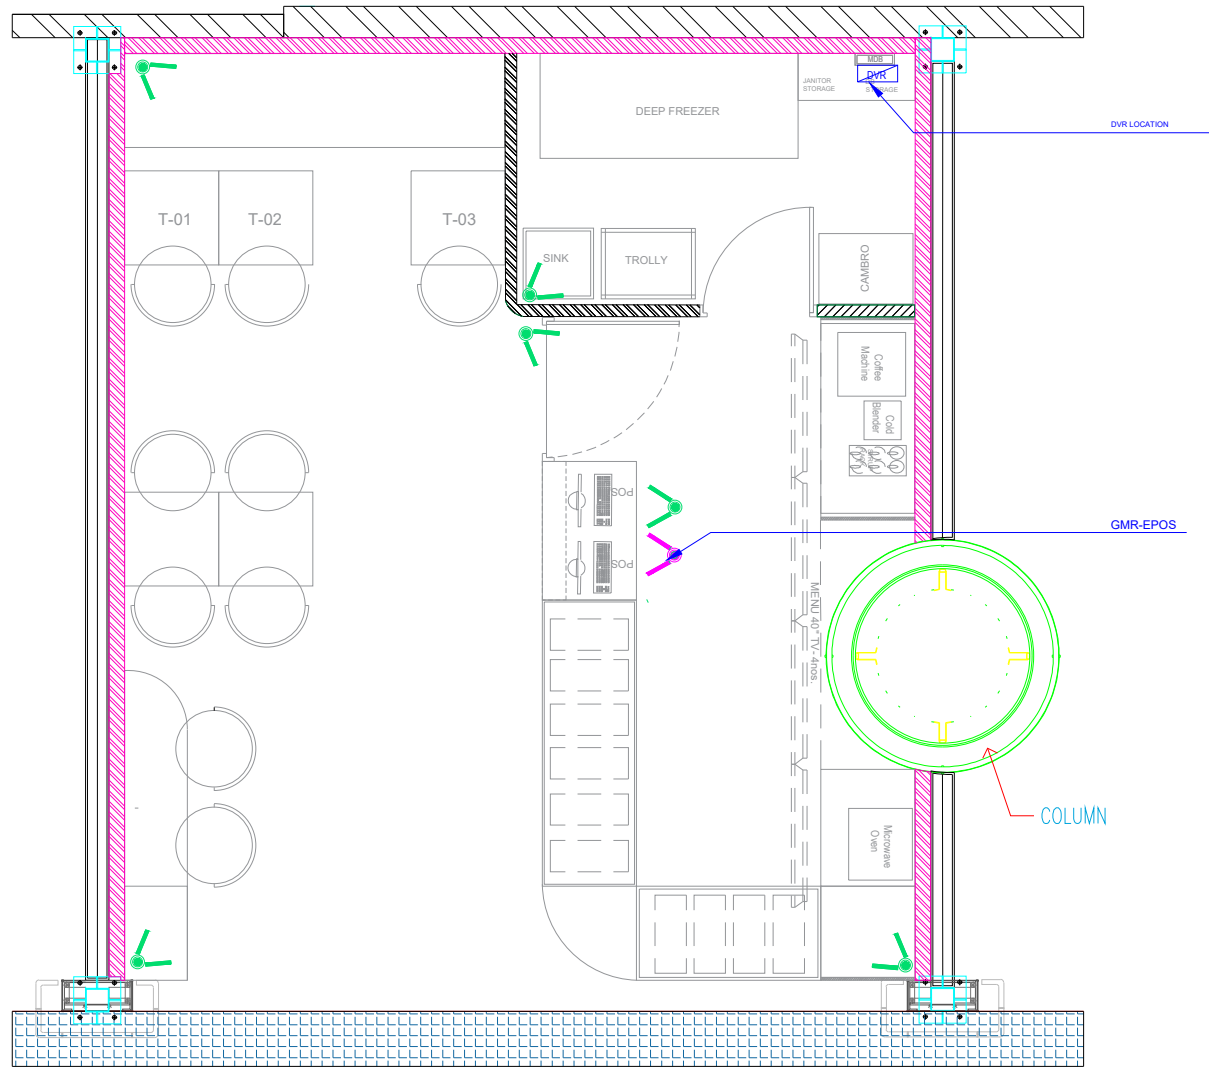 MDB
DVR
JANITOR
STORAGE
STORAGE
DEEP FREEZER
DVR LOCATION
T-01
T-02
T-03
SINK
TROLLY
CAMBRO
Coffee
Machine
Cold
Blender
POS
GMR-EPOS
POS
MENU 40" TV- 4nos.
COLUMN
Microwave
Oven